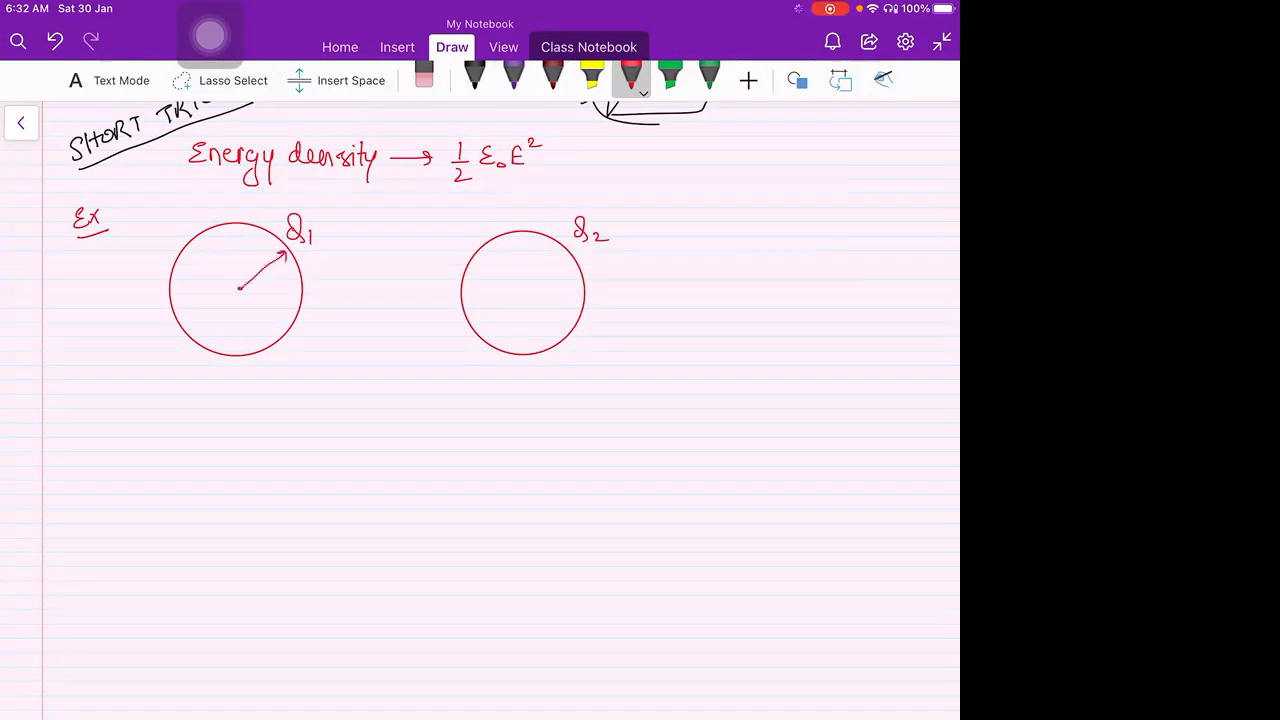 6:32 AM Sat 30 Jan
100%
My Notebook
Home Insert Draw View Class Notebook
A Text Mode Lasso Select Insert Space
SHORT
Energy density → 1/2 ε₀E²
Ex
Q₁ Q₂